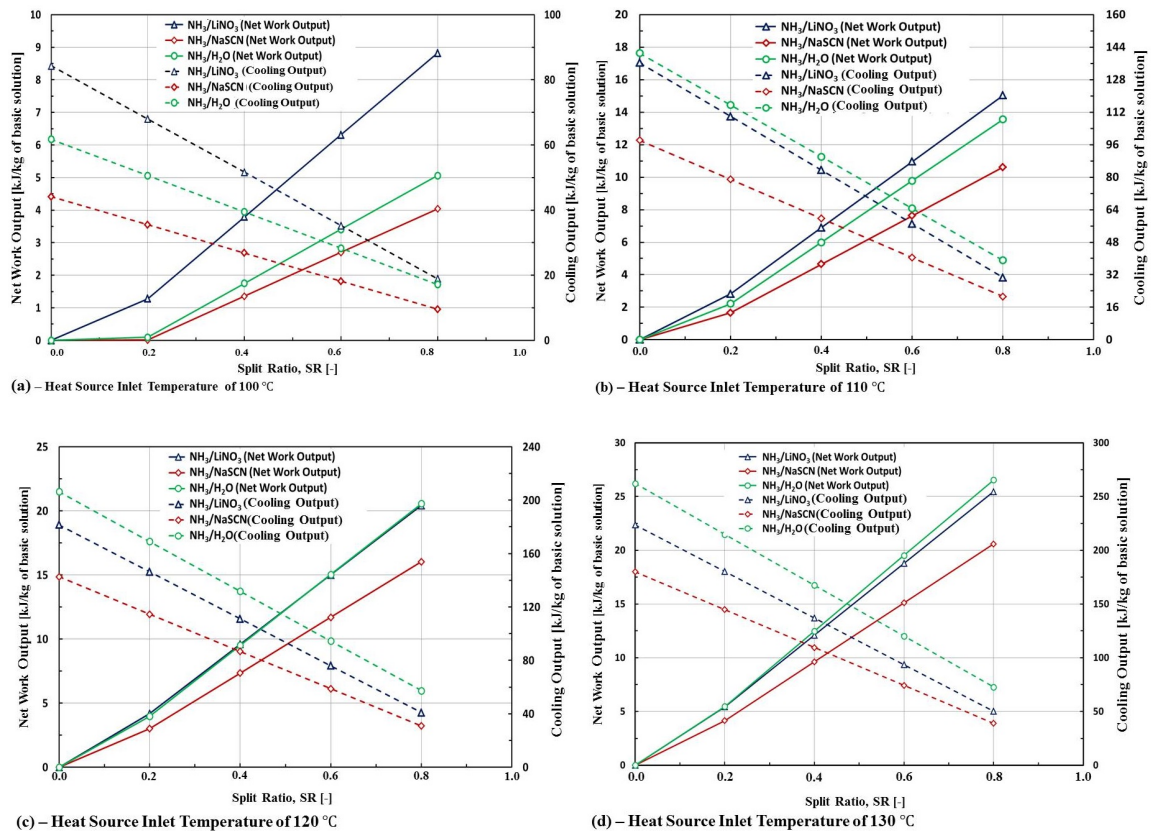 NH₃/LiNO₃ (Net Work Output)
NH₃/NaSCN (Net Work Output)
NH₃/H₂O (Net Work Output)
NH₃/LiNO₃ (Cooling Output)
NH₃/NaSCN (Cooling Output)
NH₃/H₂O (Cooling Output)
Net Work Output [kJ/kg of basic solution]
10
9
8
7
6
5
4
3
2
1
0
Cooling Output [kJ/kg of basic solution]
100
80
60
40
20
0
0.0 0.2 0.4 0.6 0.8 1.0
Split Ratio, SR [-]
(a) – Heat Source Inlet Temperature of 100 °C
NH₃/LiNO₃ (Net Work Output)
NH₃/NaSCN (Net Work Output)
NH₃/H₂O (Net Work Output)
NH₃/LiNO₃ (Cooling Output)
NH₃/NaSCN (Cooling Output)
NH₃/H₂O (Cooling Output)
Net Work Output [kJ/kg of basic solution]
20
18
16
14
12
10
8
6
4
2
0
Cooling Output [kJ/kg of basic solution]
160
144
128
112
96
80
64
48
32
16
0
0.0 0.2 0.4 0.6 0.8 1.0
Split Ratio, SR [-]
(b) – Heat Source Inlet Temperature of 110 °C
NH₃/LiNO₃ (Net Work Output)
NH₃/NaSCN (Net Work Output)
NH₃/H₂O (Net Work Output)
NH₃/LiNO₃ (Cooling Output)
NH₃/NaSCN (Cooling Output)
NH₃/H₂O (Cooling Output)
Net Work Output [kJ/kg of basic solution]
25
20
15
10
5
0
Cooling Output [kJ/kg of basic solution]
240
200
160
120
80
40
0
0.0 0.2 0.4 0.6 0.8 1.0
Split Ratio, SR [-]
(c) – Heat Source Inlet Temperature of 120 °C
NH₃/LiNO₃ (Net Work Output)
NH₃/NaSCN (Net Work Output)
NH₃/H₂O (Net Work Output)
NH₃/LiNO₃ (Cooling Output)
NH₃/NaSCN (Cooling Output)
NH₃/H₂O (Cooling Output)
Net Work Output [kJ/kg of basic solution]
30
25
20
15
10
5
0
Cooling Output [kJ/kg of basic solution]
300
250
200
150
100
50
0
0.0 0.2 0.4 0.6 0.8 1.0
Split Ratio, SR [-]
(d) – Heat Source Inlet Temperature of 130 °C